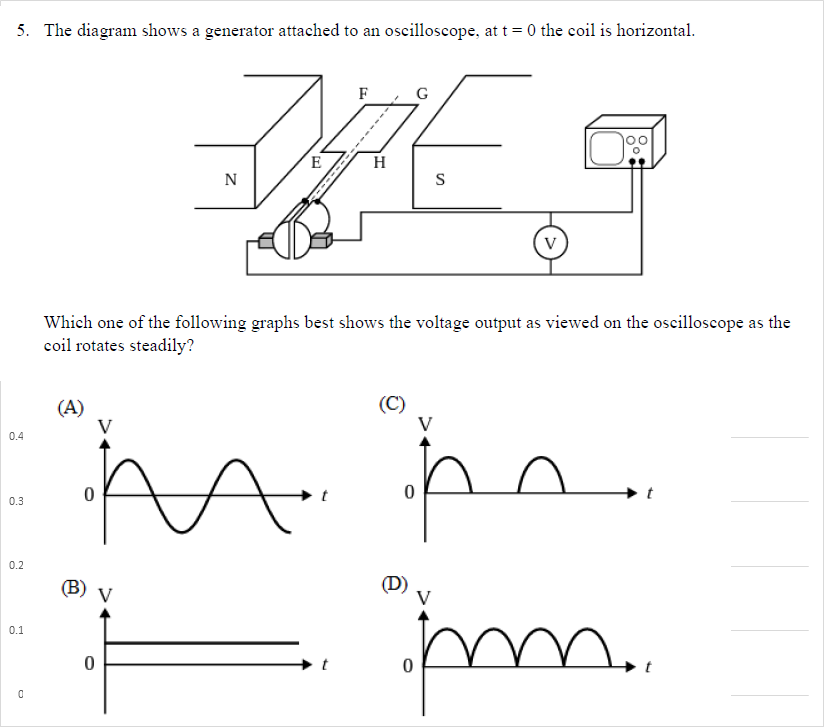 5. The diagram shows a generator attached to an oscilloscope, at t = 0 the coil is horizontal.
F G
E H
N S
V
Which one of the following graphs best shows the voltage output as viewed on the oscilloscope as the
coil rotates steadily?
(A) (C)
V V
0.4
0 t 0 t
0.3
0.2
(B) V (D) V
0.1
0 t 0 t
0